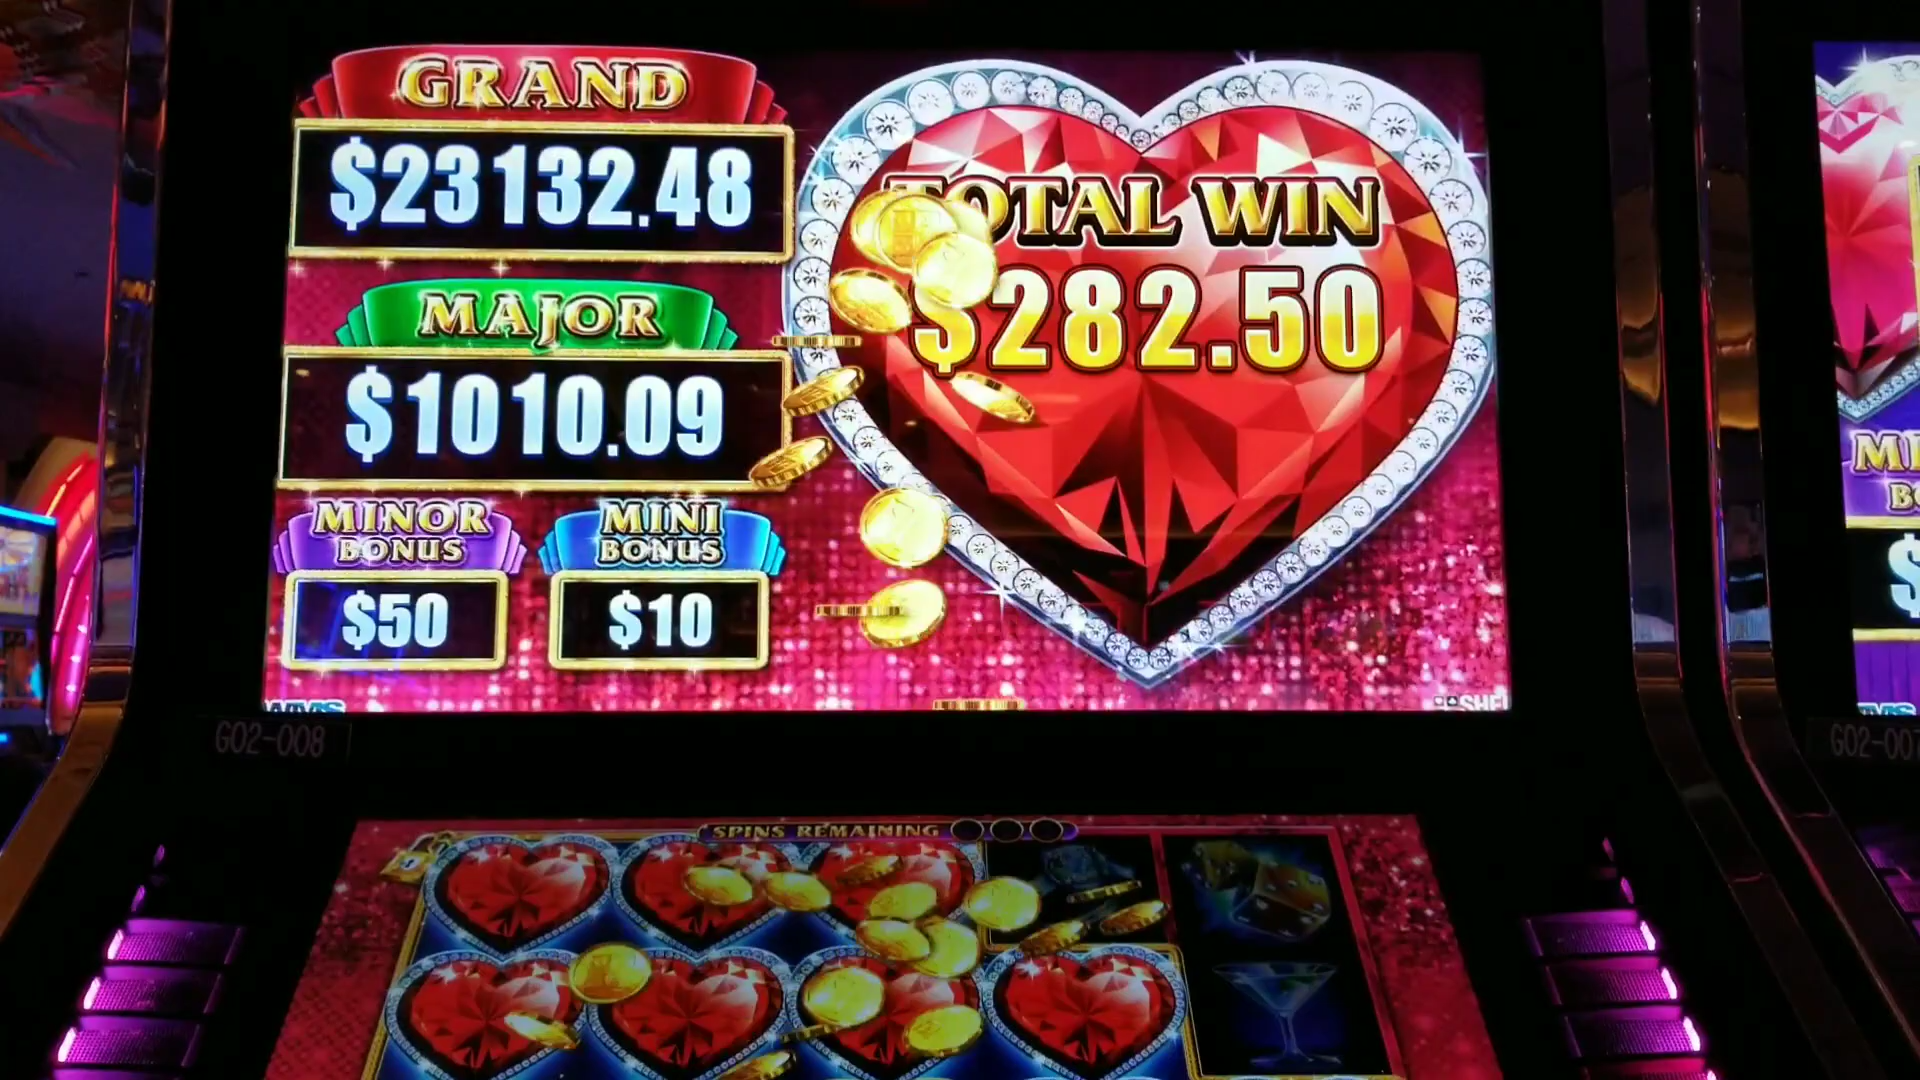 GRAND
$23132.48
MAJOR
$1010.09
MINOR
BONUS
$50
MINI
BONUS
$10
TOTAL WIN
$282.50
WMS
G02-008
SPINS REMAINING
$